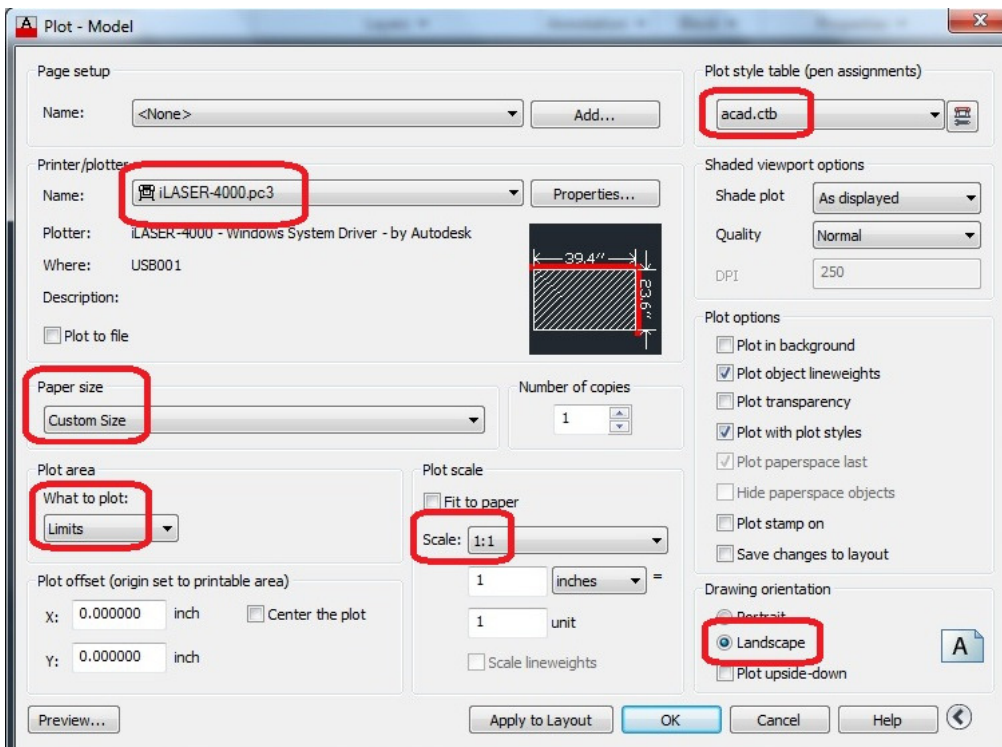 Plot - Model
Page setup
Name: <None> Add...
Printer/plotter
Name: iLASER-4000.pc3 Properties...
Plotter: iLASER-4000 - Windows System Driver - by Autodesk
Where: USB001
Description:
Plot to file
39.4"
23.6"
Paper size
Custom Size
Number of copies
1
Plot area
What to plot:
Limits
Plot scale
Fit to paper
Scale: 1:1
1 inches =
1 unit
Scale lineweights
Plot offset (origin set to printable area)
X: 0.000000 inch Center the plot
Y: 0.000000 inch
Plot style table (pen assignments)
acad.ctb
Shaded viewport options
Shade plot As displayed
Quality Normal
DPI 250
Plot options
Plot in background
Plot object lineweights
Plot transparency
Plot with plot styles
Plot paperspace last
Hide paperspace objects
Plot stamp on
Save changes to layout
Drawing orientation
Portrait
Landscape
A
Plot upside-down
Preview... Apply to Layout OK Cancel Help